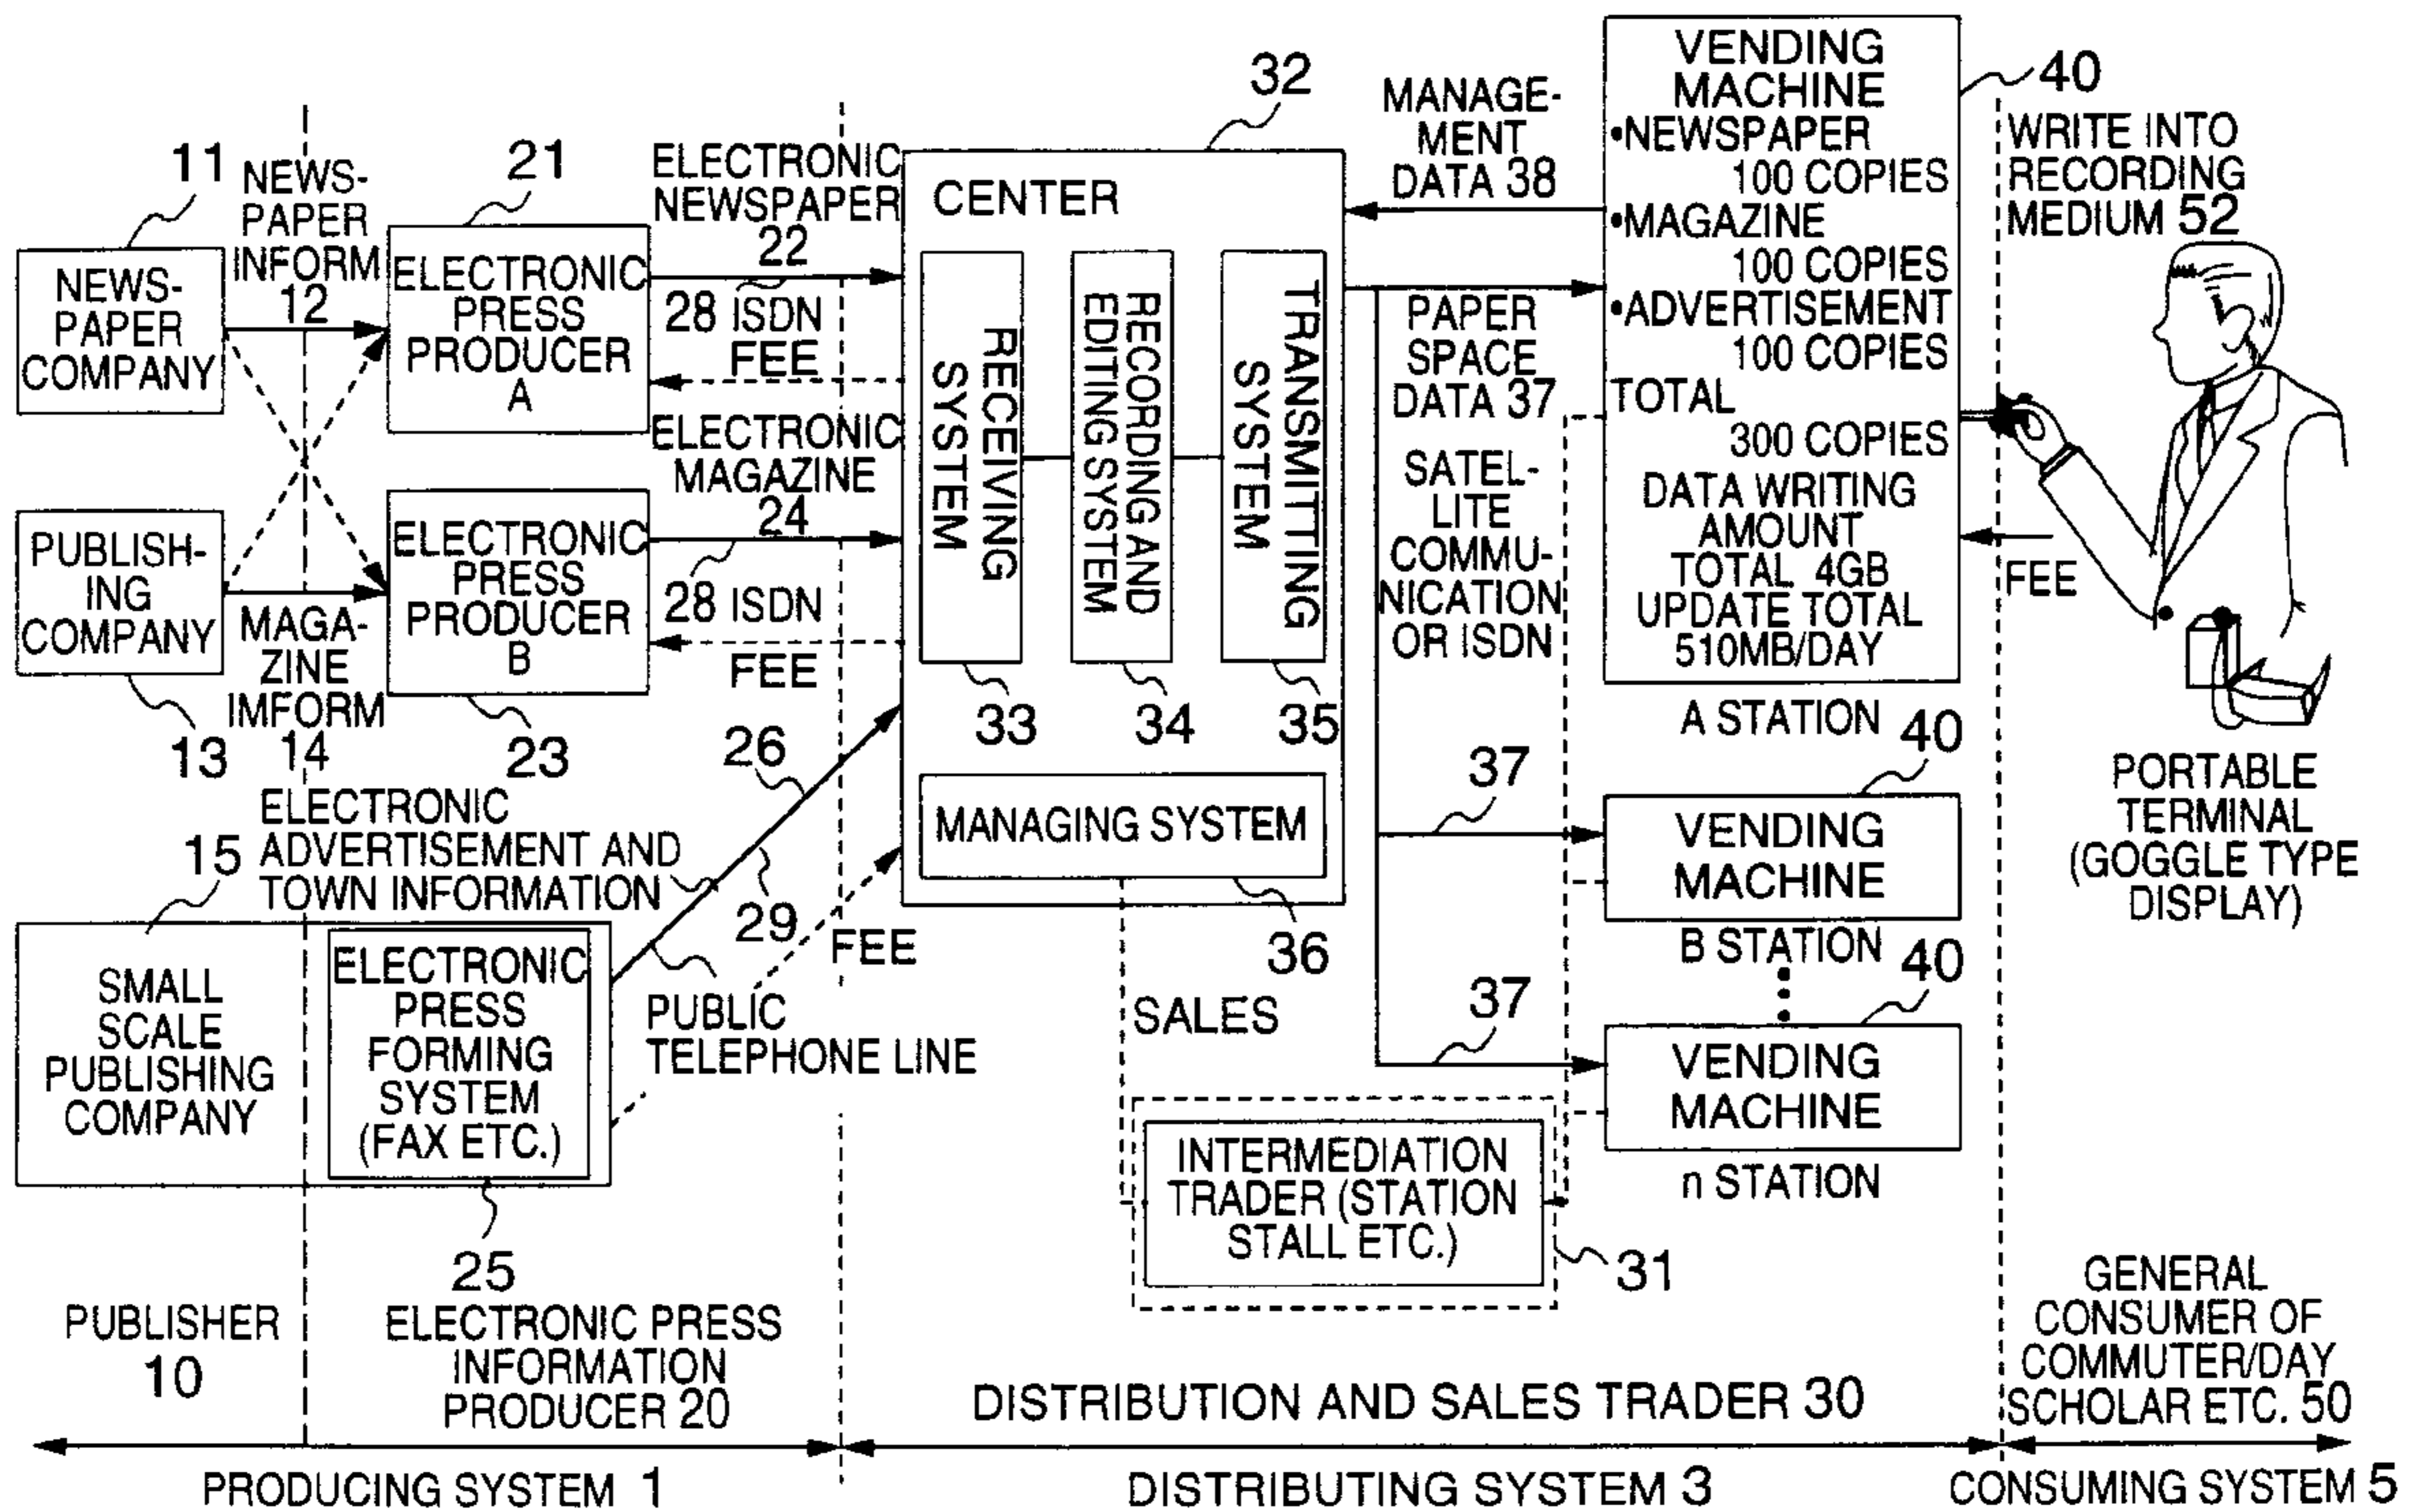 11
NEWS-
PAPER
COMPANY
NEWS-
PAPER
INFORM
12
21
ELECTRONIC
PRESS
PRODUCER
A
ELECTRONIC
NEWSPAPER
22
28 ISDN
FEE
PUBLISH-
ING
COMPANY
13
MAGA-
ZINE
IMFORM
14
ELECTRONIC
PRESS
PRODUCER
B
23
ELECTRONIC
MAGAZINE
24
28 ISDN
FEE
26
ELECTRONIC
ADVERTISEMENT AND
TOWN INFORMATION
15
29
FEE
SMALL
SCALE
PUBLISHING
COMPANY
ELECTRONIC
PRESS
FORMING
SYSTEM
(FAX ETC.)
25
PUBLIC
TELEPHONE LINE
32
CENTER
RECEIVING
SYSTEM
RECORDING AND
EDITING SYSTEM
TRANSMITTING
SYSTEM
33
34
35
MANAGING SYSTEM
36
SALES
MANAGE-
MENT
DATA 38
PAPER
SPACE
DATA 37
SATEL-
LITE
COMMU-
NICATION
OR ISDN
37
37
INTERMEDIATION
TRADER (STATION
STALL ETC.)
31
VENDING
MACHINE
•NEWSPAPER
100 COPIES
•MAGAZINE
100 COPIES
•ADVERTISEMENT
100 COPIES
TOTAL
300 COPIES
DATA WRITING
AMOUNT
TOTAL 4GB
UPDATE TOTAL
510MB/DAY
40
A STATION
40
VENDING
MACHINE
B STATION
40
VENDING
MACHINE
n STATION
WRITE INTO
RECORDING
MEDIUM 52
FEE
PORTABLE
TERMINAL
(GOGGLE TYPE
DISPLAY)
PUBLISHER
10
ELECTRONIC PRESS
INFORMATION
PRODUCER 20
DISTRIBUTION AND SALES TRADER 30
GENERAL
CONSUMER OF
COMMUTER/DAY
SCHOLAR ETC. 50
PRODUCING SYSTEM 1
DISTRIBUTING SYSTEM 3
CONSUMING SYSTEM 5